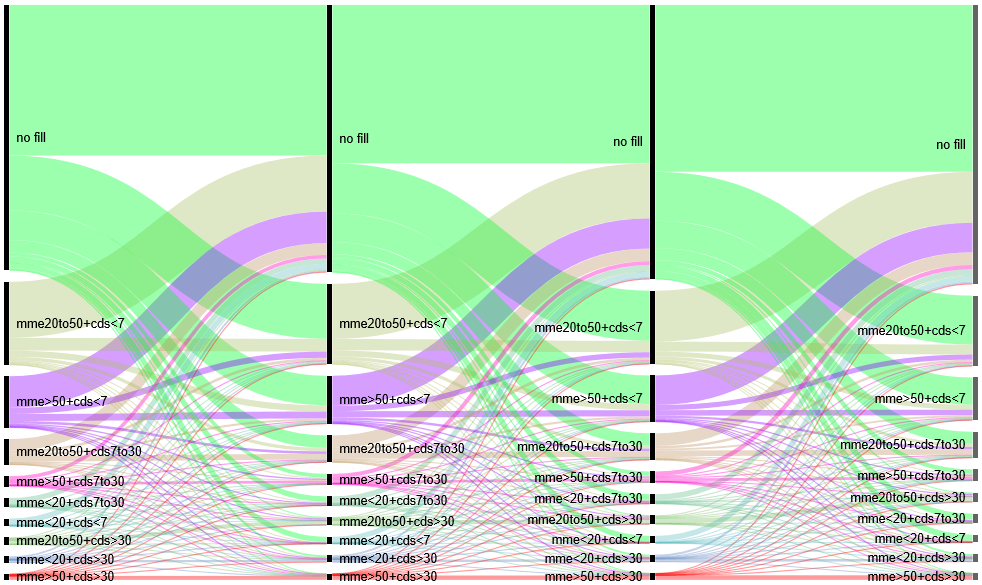 no fill
mme20to50+cds<7
mme>50+cds<7
mme20to50+cds7to30
mme>50+cds7to30
mme<20+cds7to30
mme<20+cds<7
mme20to50+cds>30
mme<20+cds>30
mme>50+cds>30
no fill
mme20to50+cds<7
mme>50+cds<7
mme20to50+cds7to30
mme>50+cds7to30
mme<20+cds7to30
mme20to50+cds>30
mme<20+cds<7
mme<20+cds>30
mme>50+cds>30
no fill
mme20to50+cds<7
mme>50+cds<7
mme20to50+cds7to30
mme>50+cds7to30
mme<20+cds7to30
mme20to50+cds>30
mme<20+cds<7
mme<20+cds>30
mme>50+cds>30
no fill
mme20to50+cds<7
mme>50+cds<7
mme20to50+cds7to30
mme>50+cds7to30
mme20to50+cds>30
mme<20+cds7to30
mme<20+cds<7
mme<20+cds>30
mme>50+cds>30